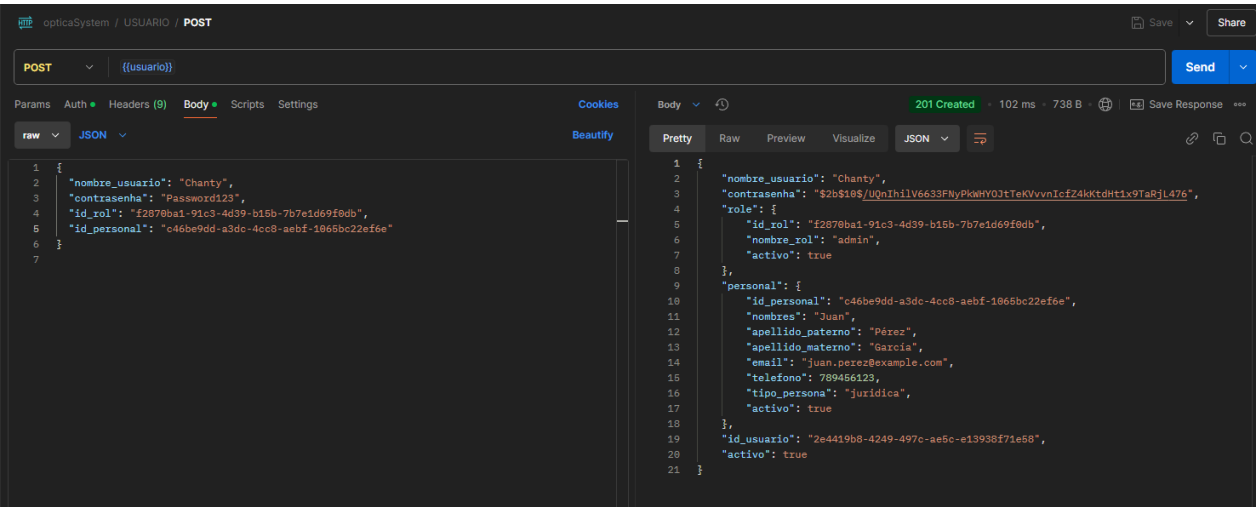 HTTP opticaSystem / USUARIO / POST Save Share
POST {{usuario}} Send
Params Auth Headers (9) Body Scripts Settings Cookies
raw JSON Beautify
1 {
2 "nombre_usuario": "Chanty",
3 "contrasenha": "Password123",
4 "id_rol": "f2870ba1-91c3-4d39-b15b-7b7e1d69f0db",
5 "id_personal": "c46be9dd-a3dc-4cc8-aebf-1065bc22ef6e"
6 }
7
Body 201 Created 102 ms 738 B e.g. Save Response
Pretty Raw Preview Visualize JSON
1 {
2 "nombre_usuario": "Chanty",
3 "contrasenha": "$2b$10$/UQnIhilV6633FNyPkWHYOJtTeKVvvnIcfZ4kKtdHt1x9TaRjL476",
4 "role": {
5 "id_rol": "f2870ba1-91c3-4d39-b15b-7b7e1d69f0db",
6 "nombre_rol": "admin",
7 "activo": true
8 },
9 "personal": {
10 "id_personal": "c46be9dd-a3dc-4cc8-aebf-1065bc22ef6e",
11 "nombres": "Juan",
12 "apellido_paterno": "Pérez",
13 "apellido_materno": "García",
14 "email": "juan.perez@example.com",
15 "telefono": 789456123,
16 "tipo_persona": "juridica",
17 "activo": true
18 },
19 "id_usuario": "2e4419b8-4249-497c-ae5c-e13938f71e58",
20 "activo": true
21 }